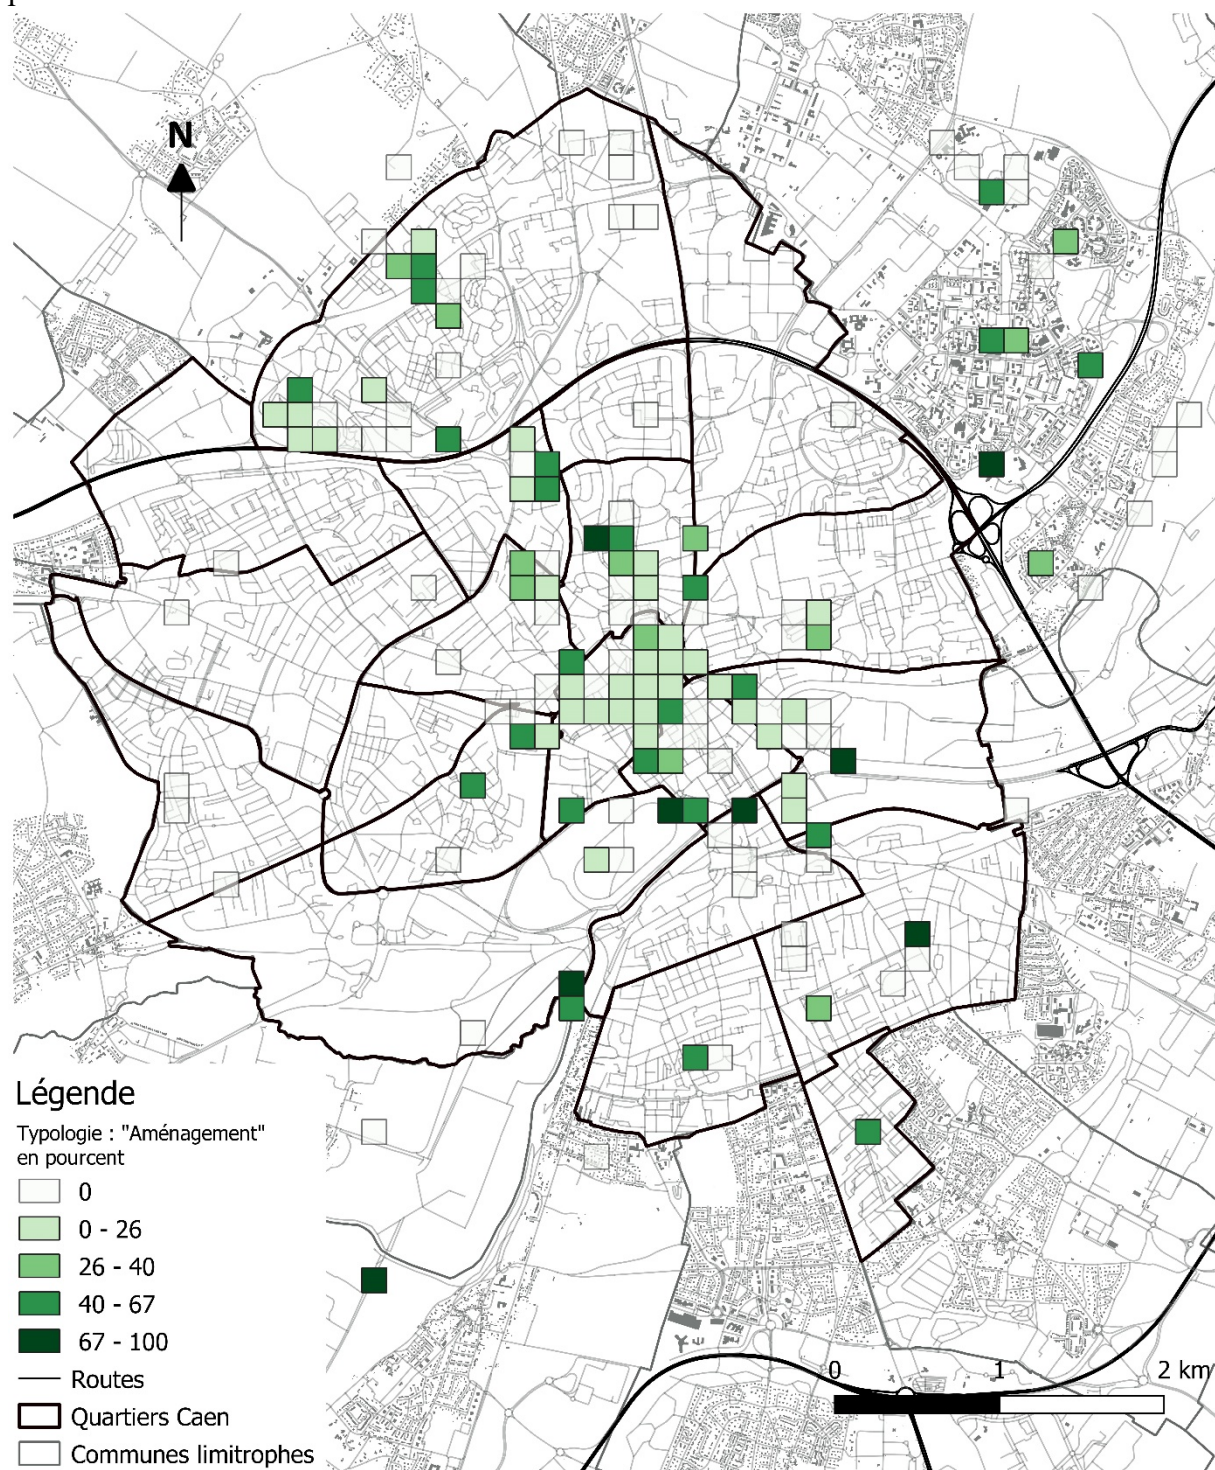 N
Légende
Typologie : "Aménagement"
en pourcent
0
0 - 26
26 - 40
40 - 67
67 - 100
Routes
Quartiers Caen
Communes limitrophes
0 1 2 km